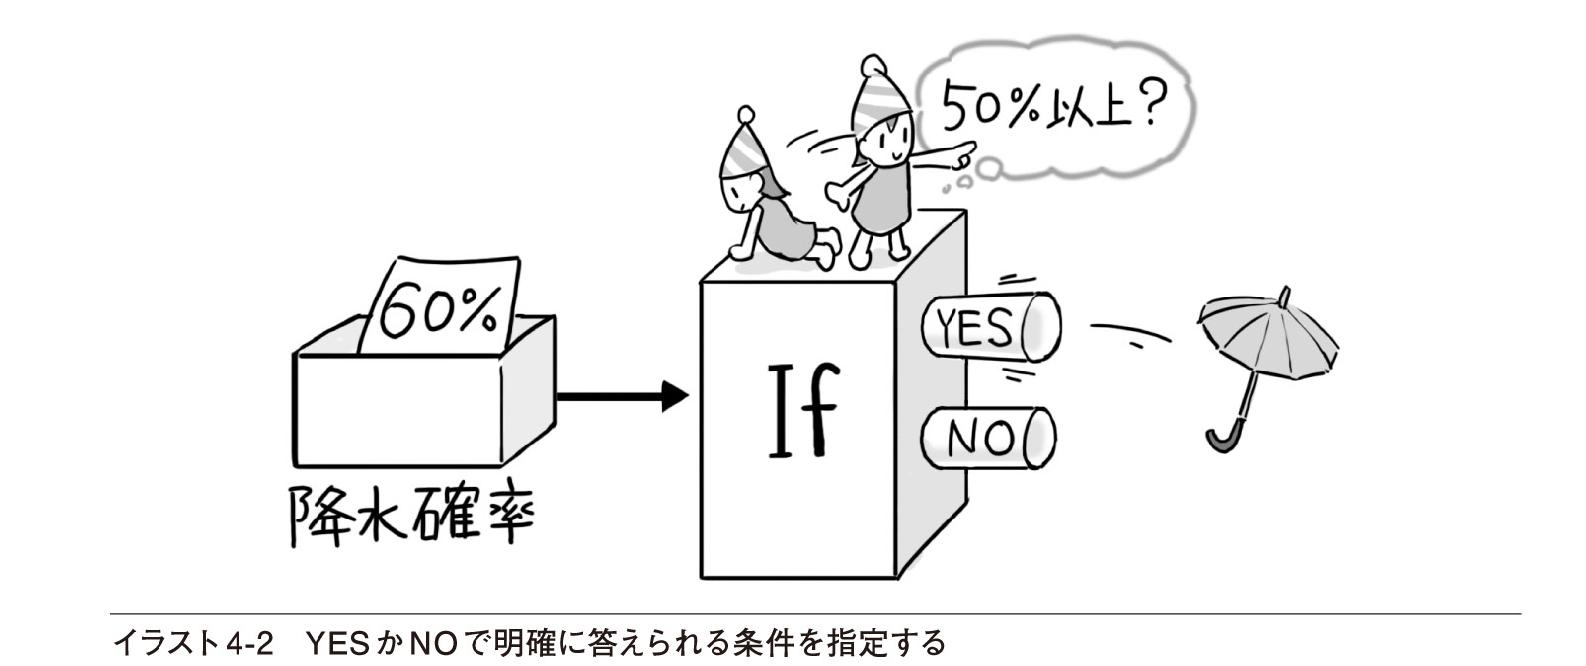 50%以上?
60%
YES
If
NO
降水確率
イラスト4-2 YESかNOで明確に答えられる条件を指定する